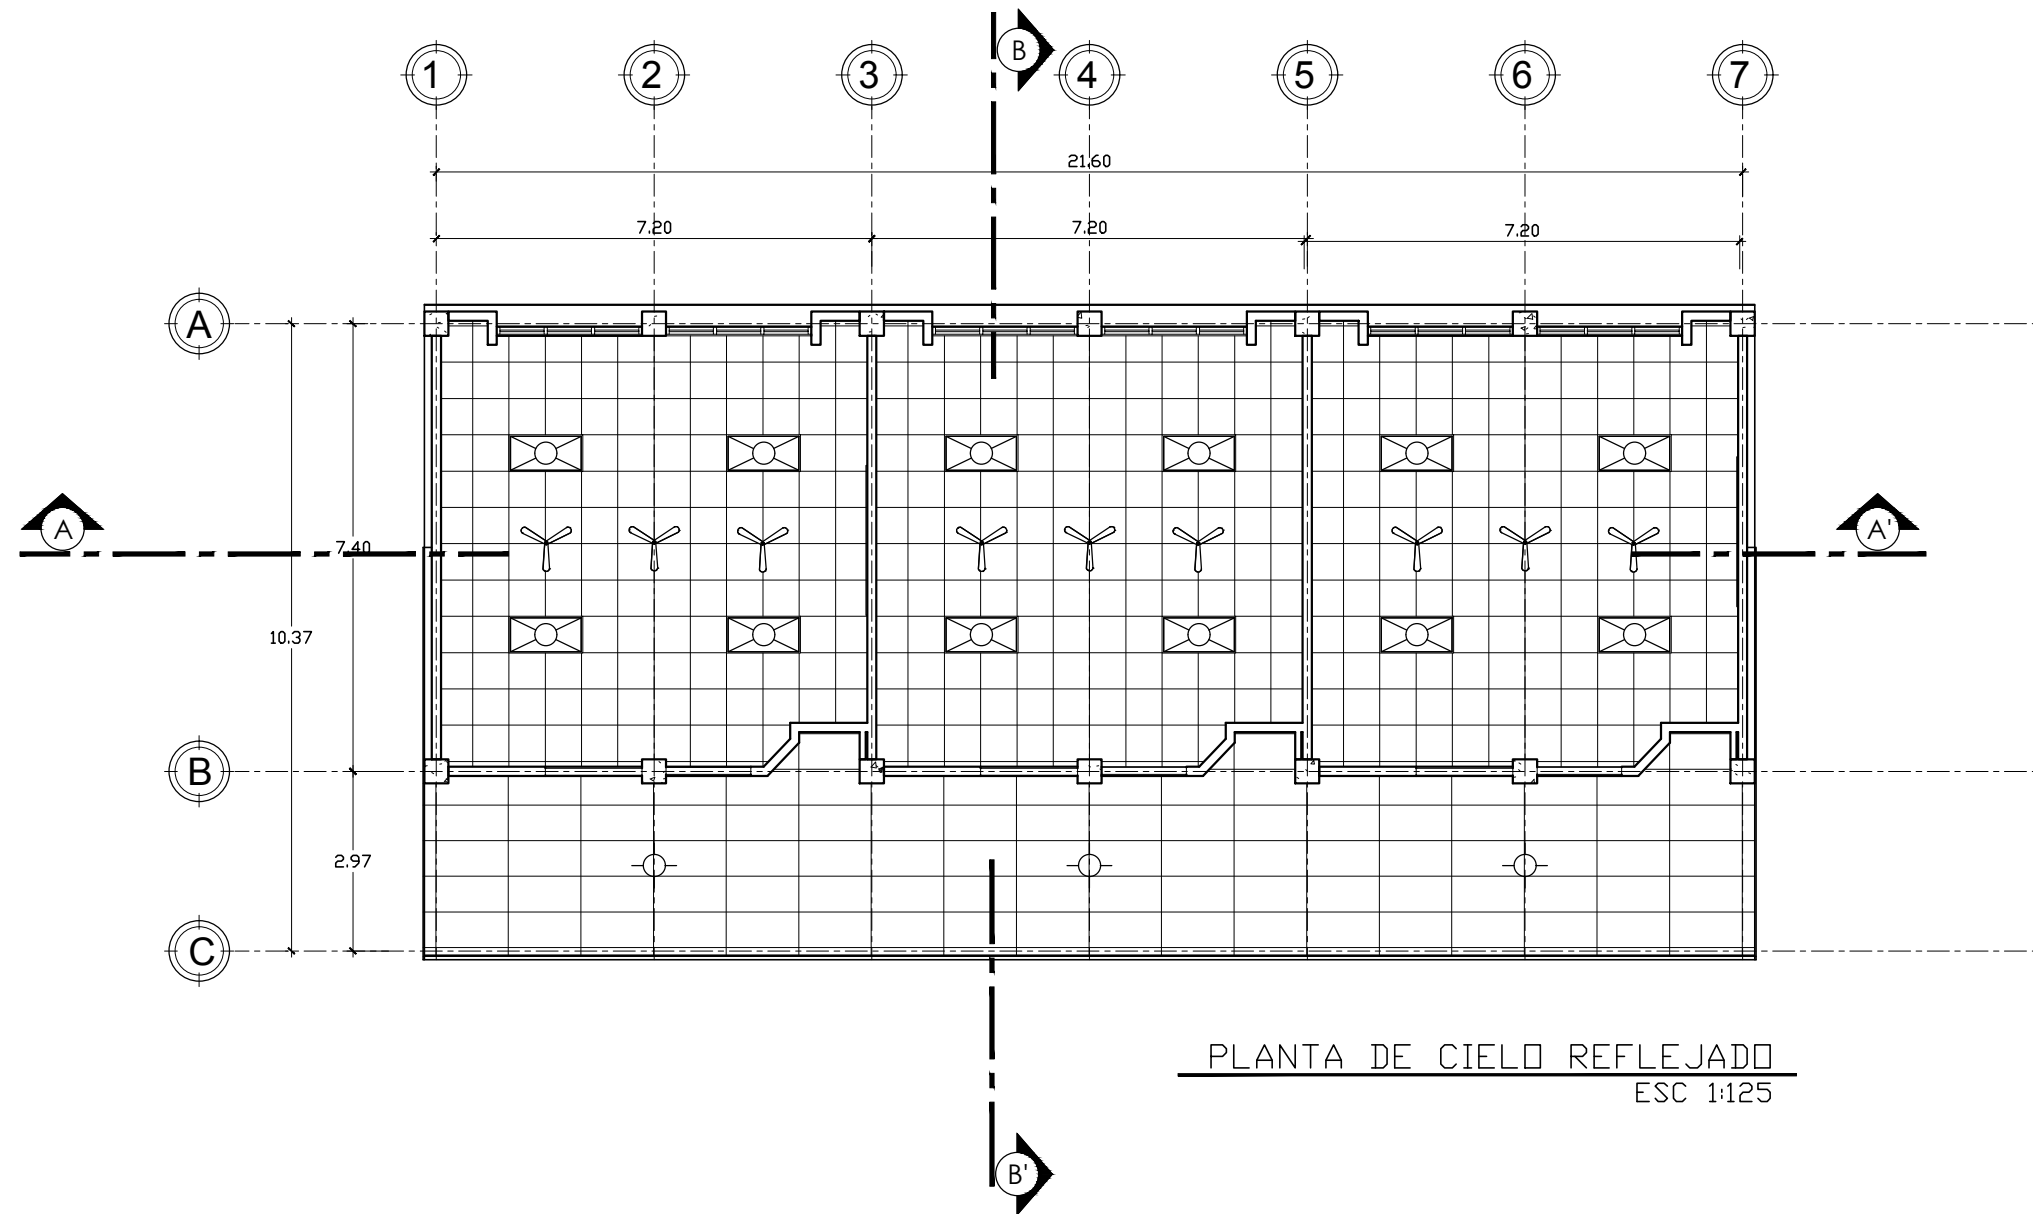 1 2 3 B 4 5 6 7
21.60
7.20 7.20 7.20
A
A 7.40 A'
10.37
B
2.97
C
PLANTA DE CIELO REFLEJADO
ESC 1:125
B'